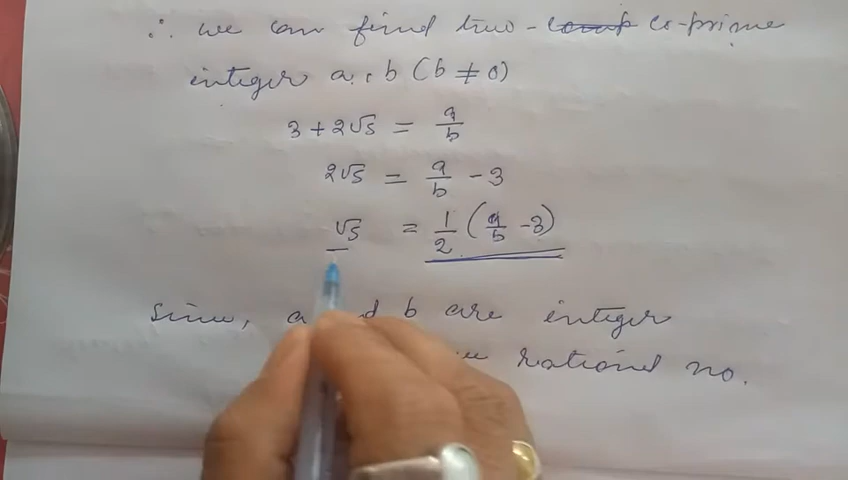 ∴ we can find two - co-prime
integer a, b (b ≠ 0)
3 + 2√5 = a/b
2√5 = a/b - 3
√5 = 1/2 (a/b - 3)
since, a b are integer
rational no.